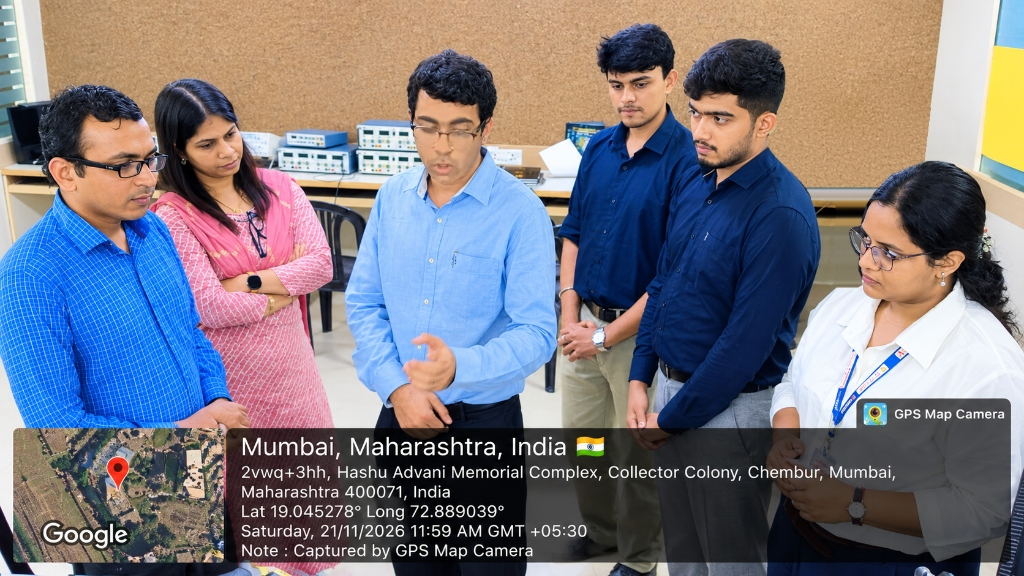 GPS Map Camera
Mumbai, Maharashtra, India
2vwq+3hh, Hashu Advani Memorial Complex, Collector Colony, Chembur, Mumbai,
Maharashtra 400071, India
Lat 19.045278° Long 72.889039°
Saturday, 21/11/2026 11:59 AM GMT +05:30
Note : Captured by GPS Map Camera
Google